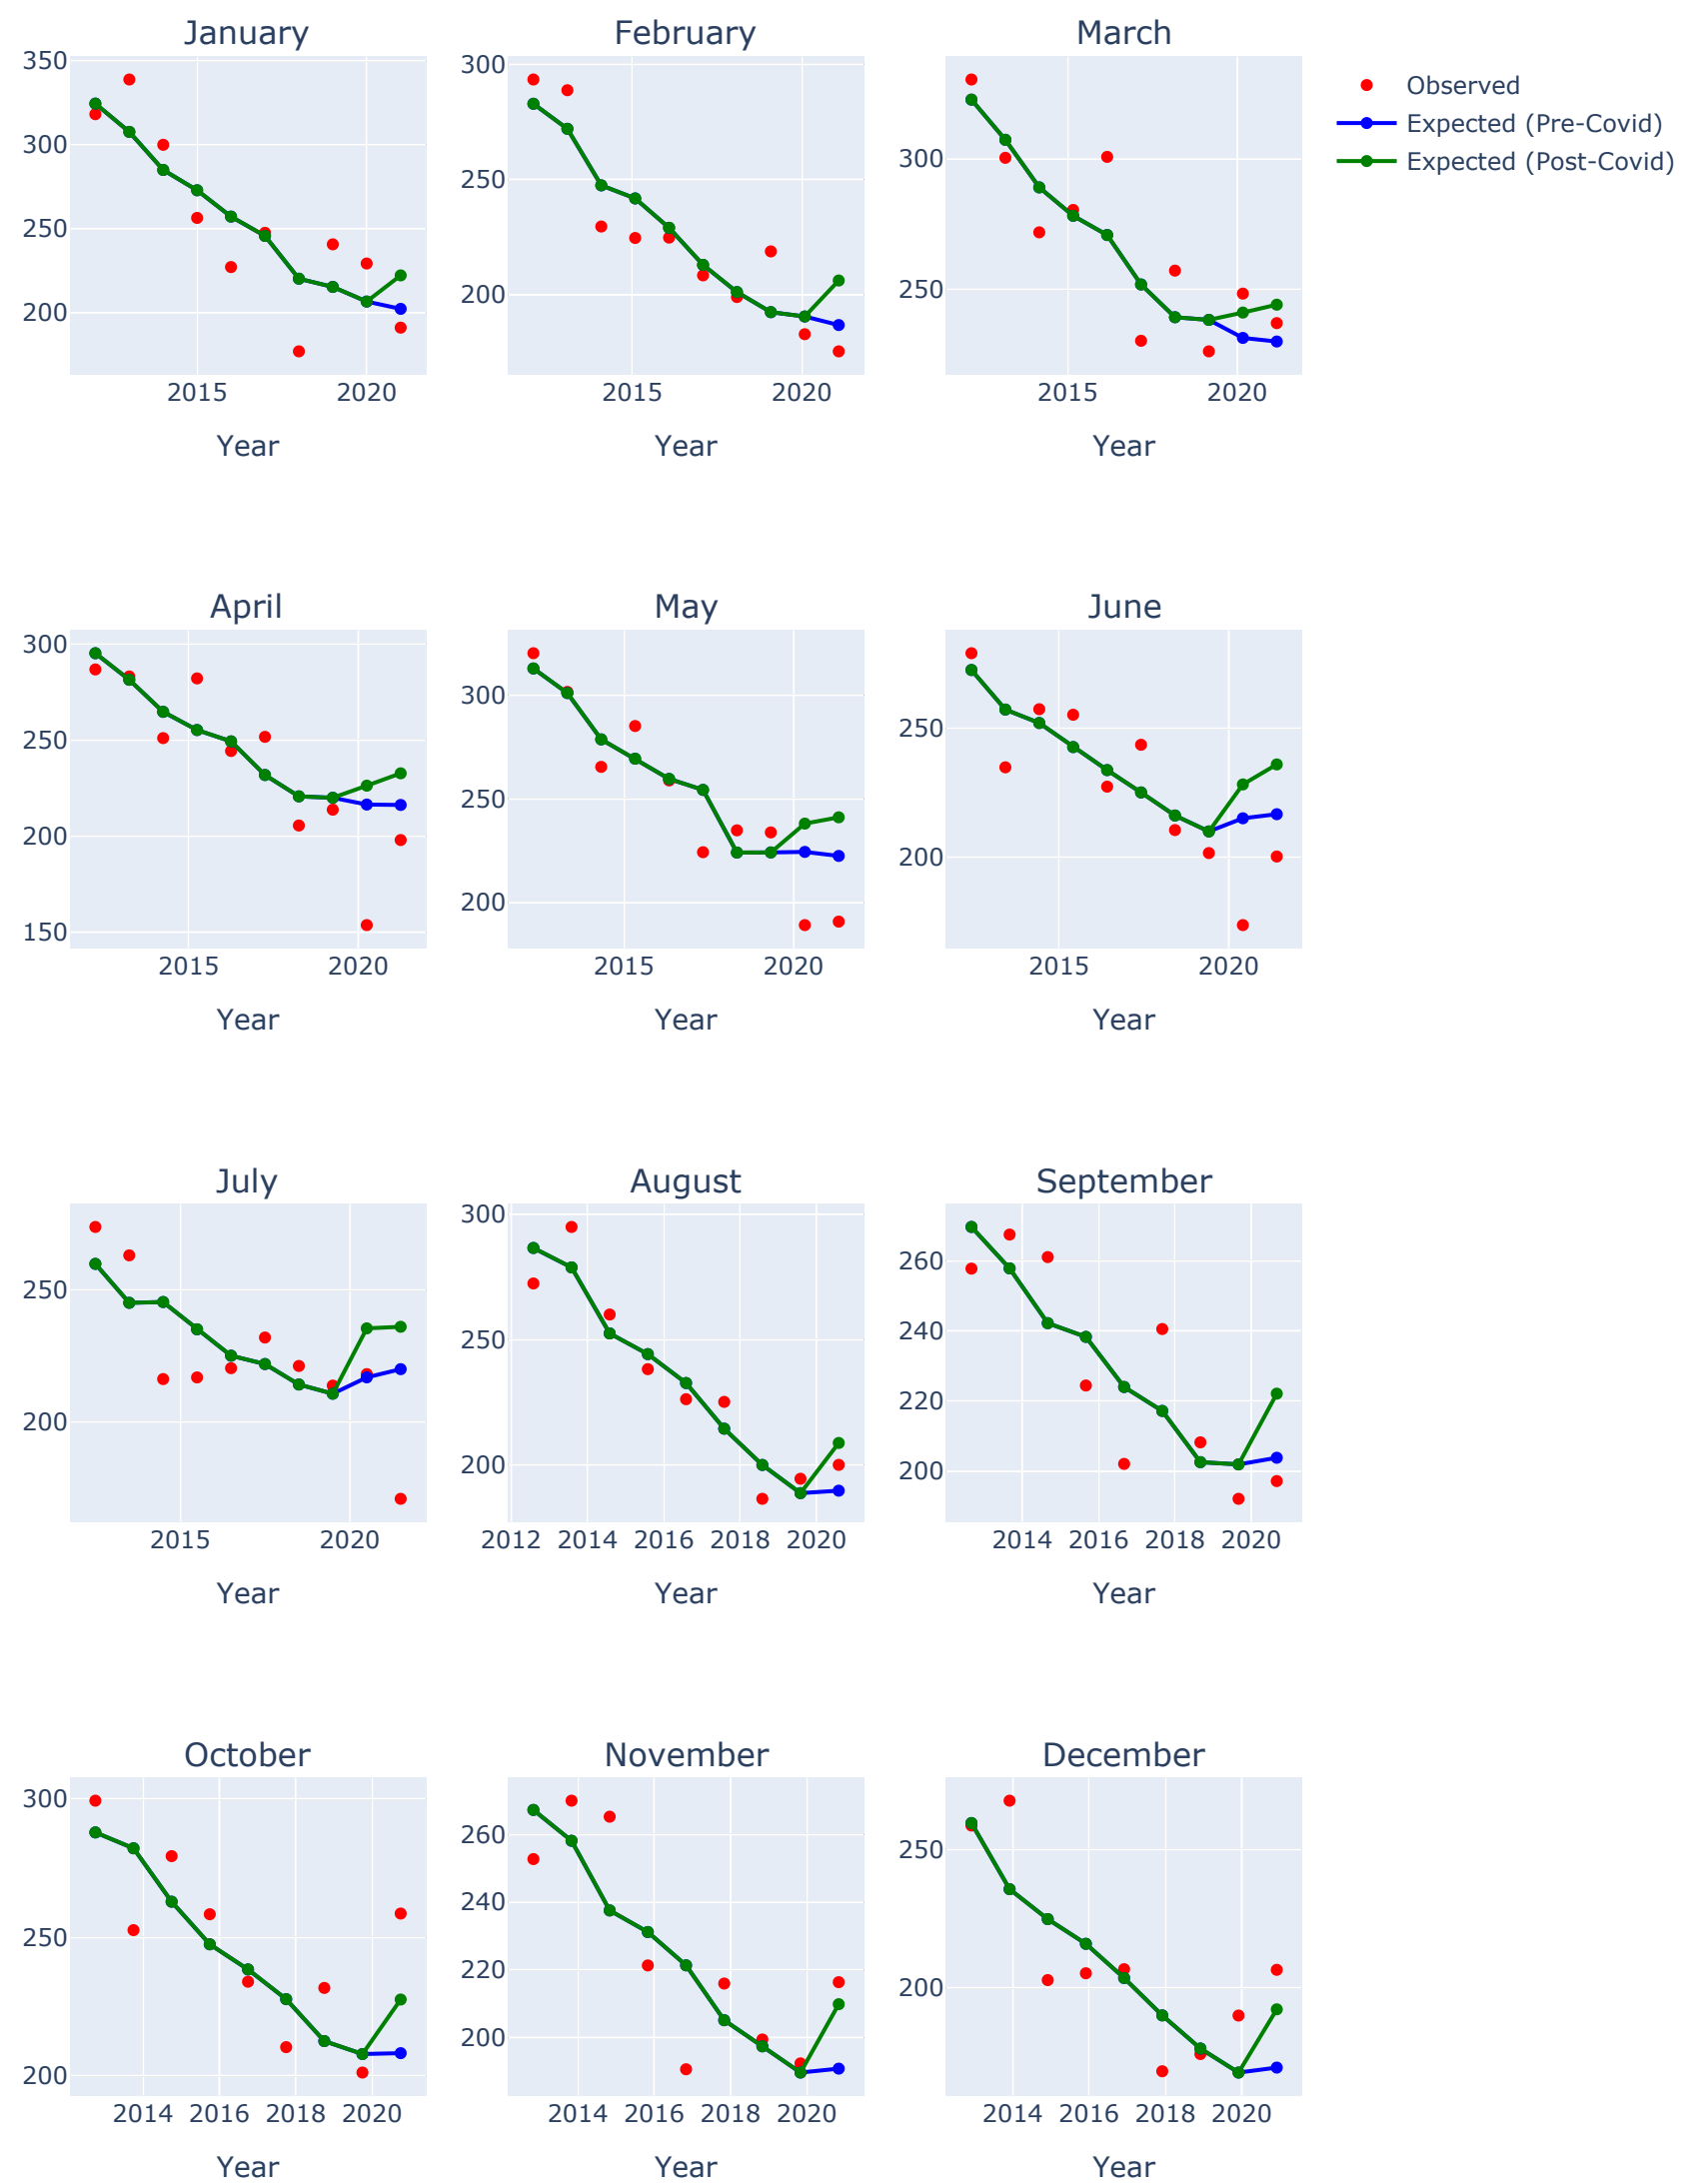 January
February
March
350
300
250
200
2015
2020
Year
300
250
200
2015
2020
Year
300
250
2015
2020
Year
Observed
Expected (Pre-Covid)
Expected (Post-Covid)
April
May
June
300
250
200
150
2015
2020
Year
300
250
200
2015
2020
Year
250
200
2015
2020
Year
July
August
September
250
200
2015
2020
Year
300
250
200
2012 2014 2016 2018 2020
Year
260
240
220
200
2014 2016 2018 2020
Year
October
November
December
300
250
200
2014 2016 2018 2020
Year
260
240
220
200
2014 2016 2018 2020
Year
250
200
2014 2016 2018 2020
Year